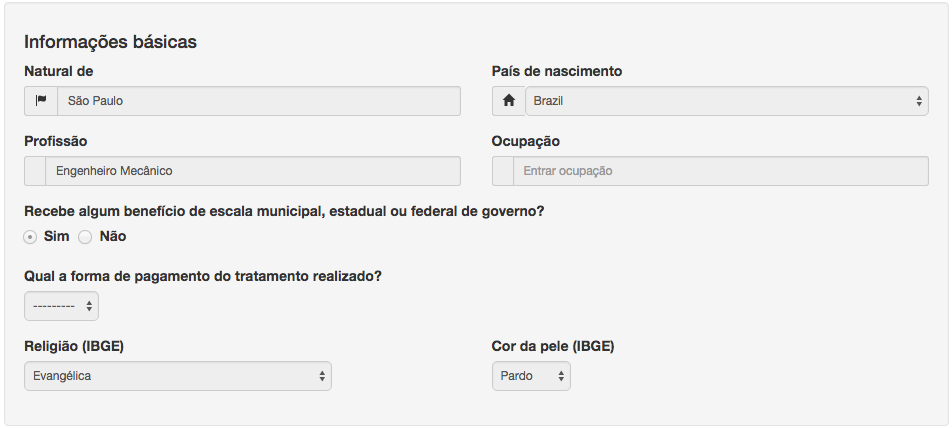 Informações básicas
Natural de
País de nascimento
São Paulo
Brazil
Profissão
Ocupação
Engenheiro Mecânico
Entrar ocupação
Recebe algum benefício de escala municipal, estadual ou federal de governo?
Sim Não
Qual a forma de pagamento do tratamento realizado?
---------
Religião (IBGE)
Cor da pele (IBGE)
Evangélica
Pardo